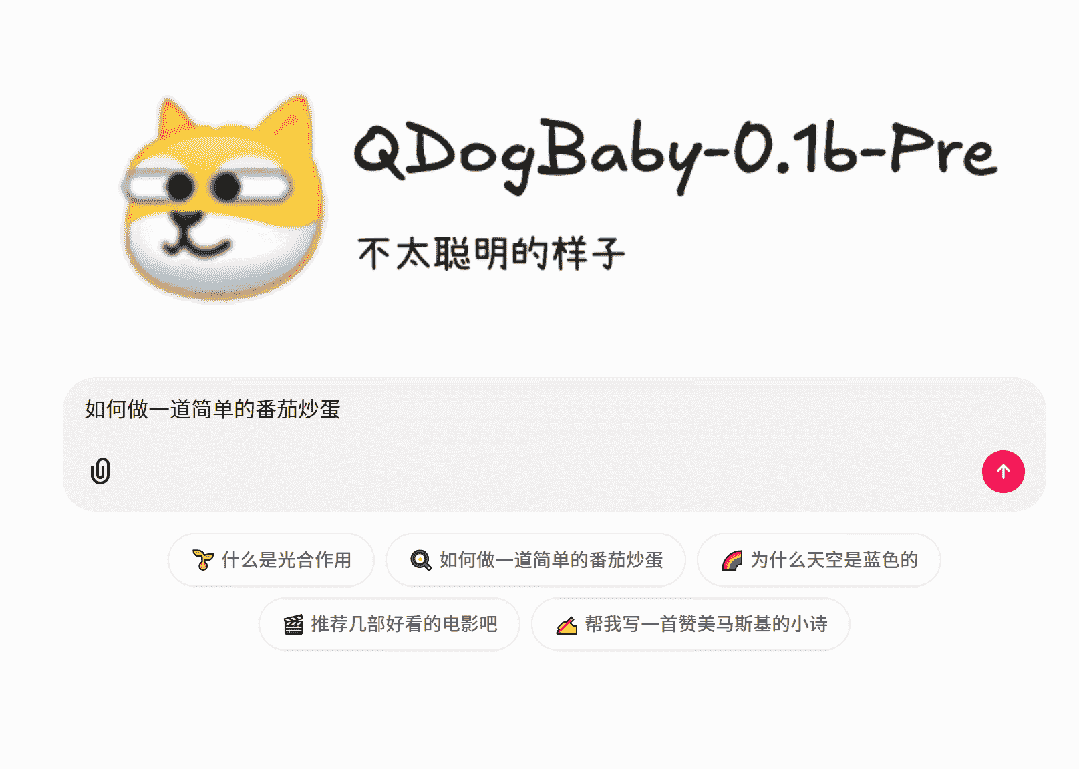 QDogBaby-0.1b-Pre
不太聪明的样子
如何做一道简单的番茄炒蛋
什么是光合作用
如何做一道简单的番茄炒蛋
为什么天空是蓝色的
推荐几部好看的电影吧
帮我写一首赞美马斯基的小诗